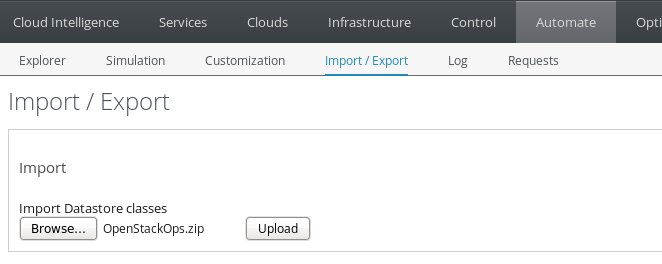 Cloud Intelligence Services Clouds Infrastructure Control Automate Opti
Explorer Simulation Customization Import / Export Log Requests
Import / Export
Import
Import Datastore classes
Browse... OpenStackOps.zip Upload